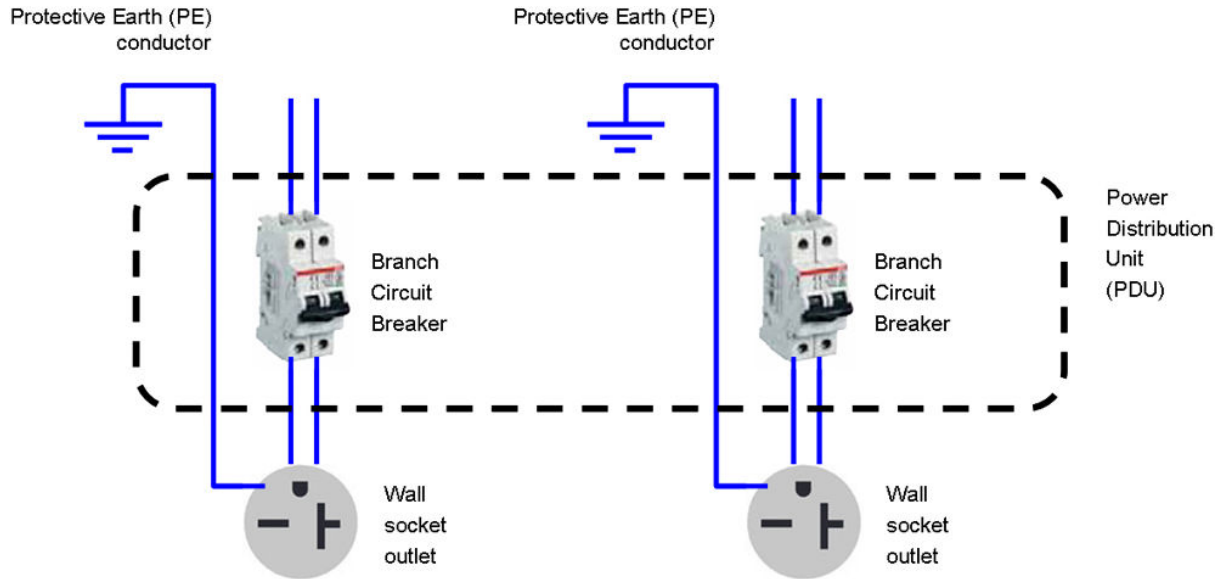 Protective Earth (PE)
conductor
Protective Earth (PE)
conductor
Branch
Circuit
Breaker
Branch
Circuit
Breaker
Power
Distribution
Unit
(PDU)
Wall
socket
outlet
Wall
socket
outlet